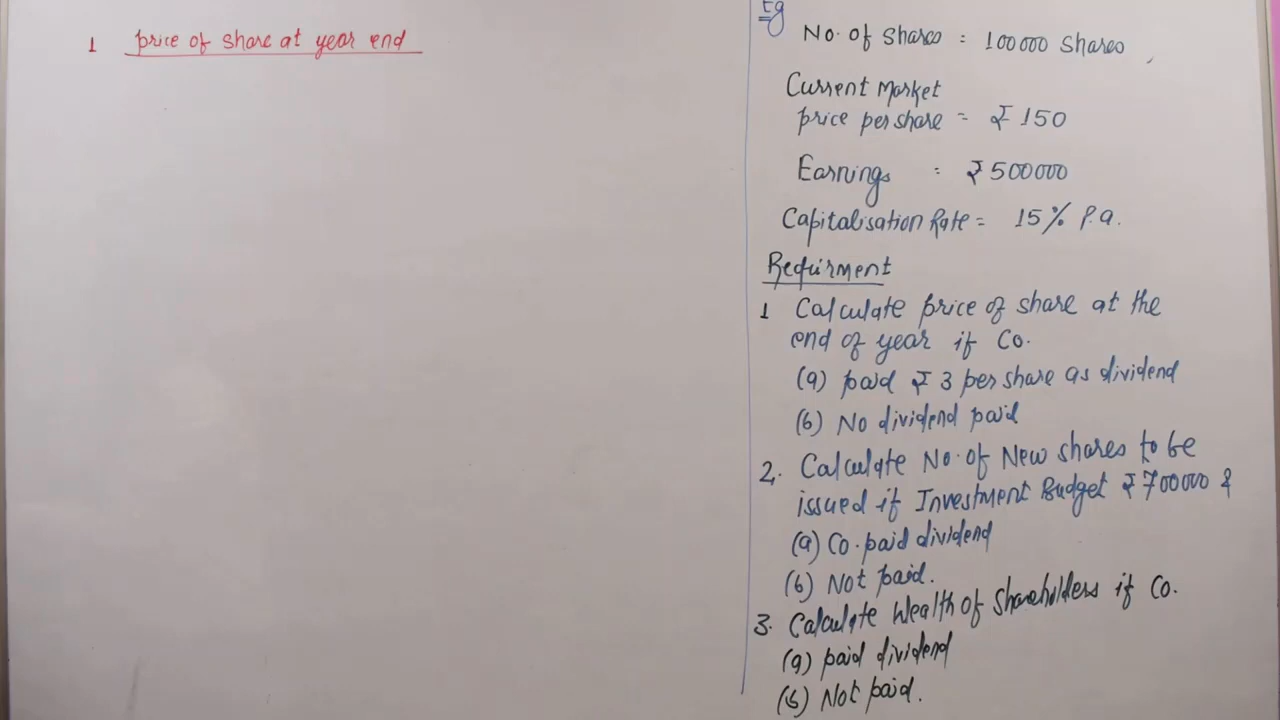 1 price of share at year end
Eg
No. of shares = 100000 shares
Current Market
price per share = ₹ 150
Earnings = ₹ 500000
Capitalisation Rate = 15% P.a.
Requirment
1 Calculate price of share at the
end of year if Co.
(a) paid ₹ 3 per share as dividend
(b) No dividend paid
2. Calculate No. of New shares to be
issued if Investment Budget ₹ 700000 &
(a) Co. paid dividend
(b) Not paid.
3. Calculate Wealth of Shareholders if Co.
(a) paid dividend
(b) Not paid.